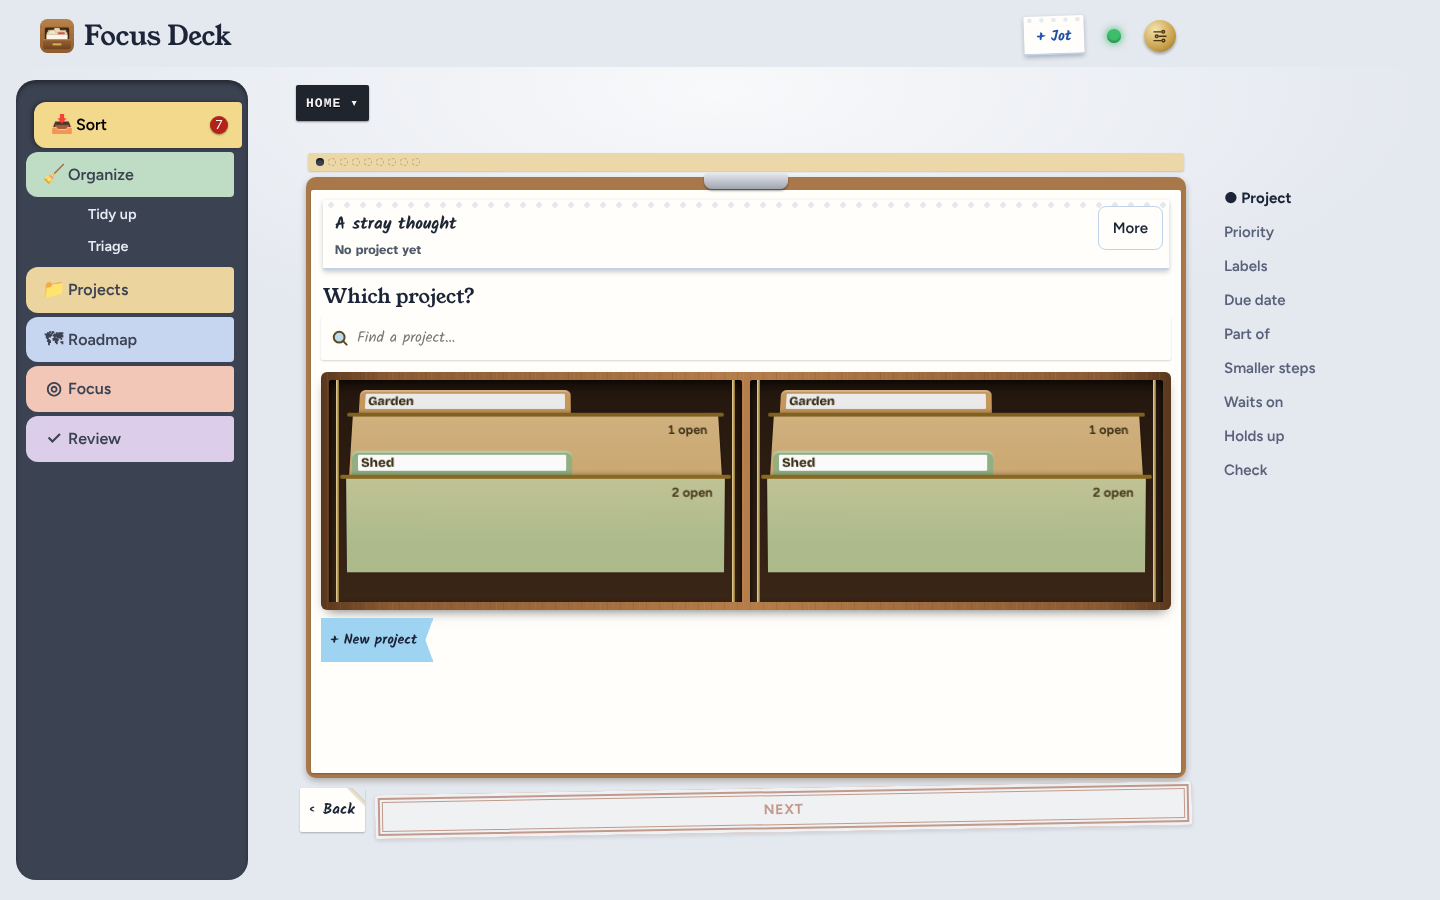 Focus Deck
+ Jot
Sort
7
Organize
Tidy up
Triage
Projects
Roadmap
Focus
Review
HOME ▾
A stray thought
No project yet
More
Which project?
Find a project...
Garden
1 open
Shed
2 open
Garden
1 open
Shed
2 open
+ New project
‹ Back
NEXT
Project
Priority
Labels
Due date
Part of
Smaller steps
Waits on
Holds up
Check